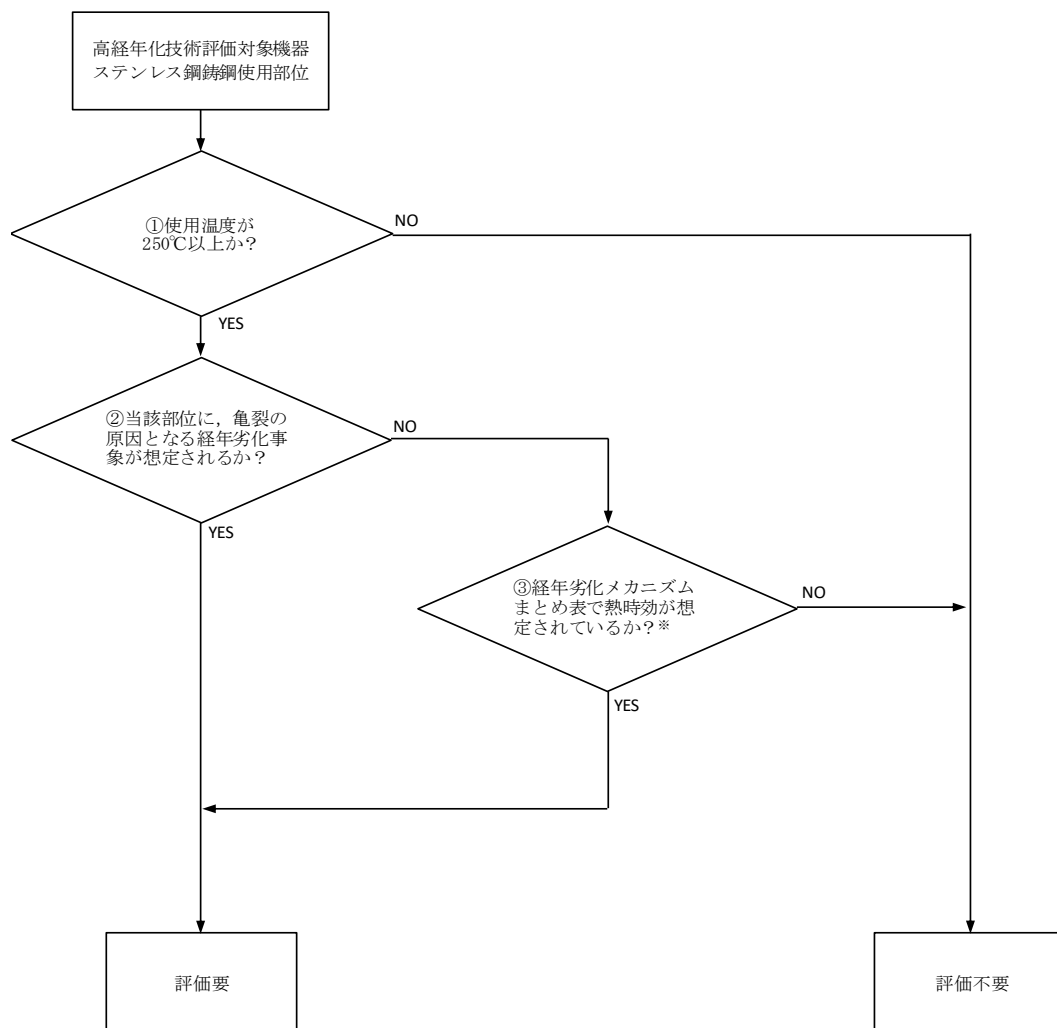 高経年化技術評価対象機器
ステンレス鋼鋳鋼使用部位
①使用温度が
250℃以上か？
NO
YES
②当該部位に，亀裂の
原因となる経年劣化事
象が想定されるか？
NO
YES
③経年劣化メカニズム
まとめ表で熱時効が想
定されているか？※
NO
YES
評価要
評価不要